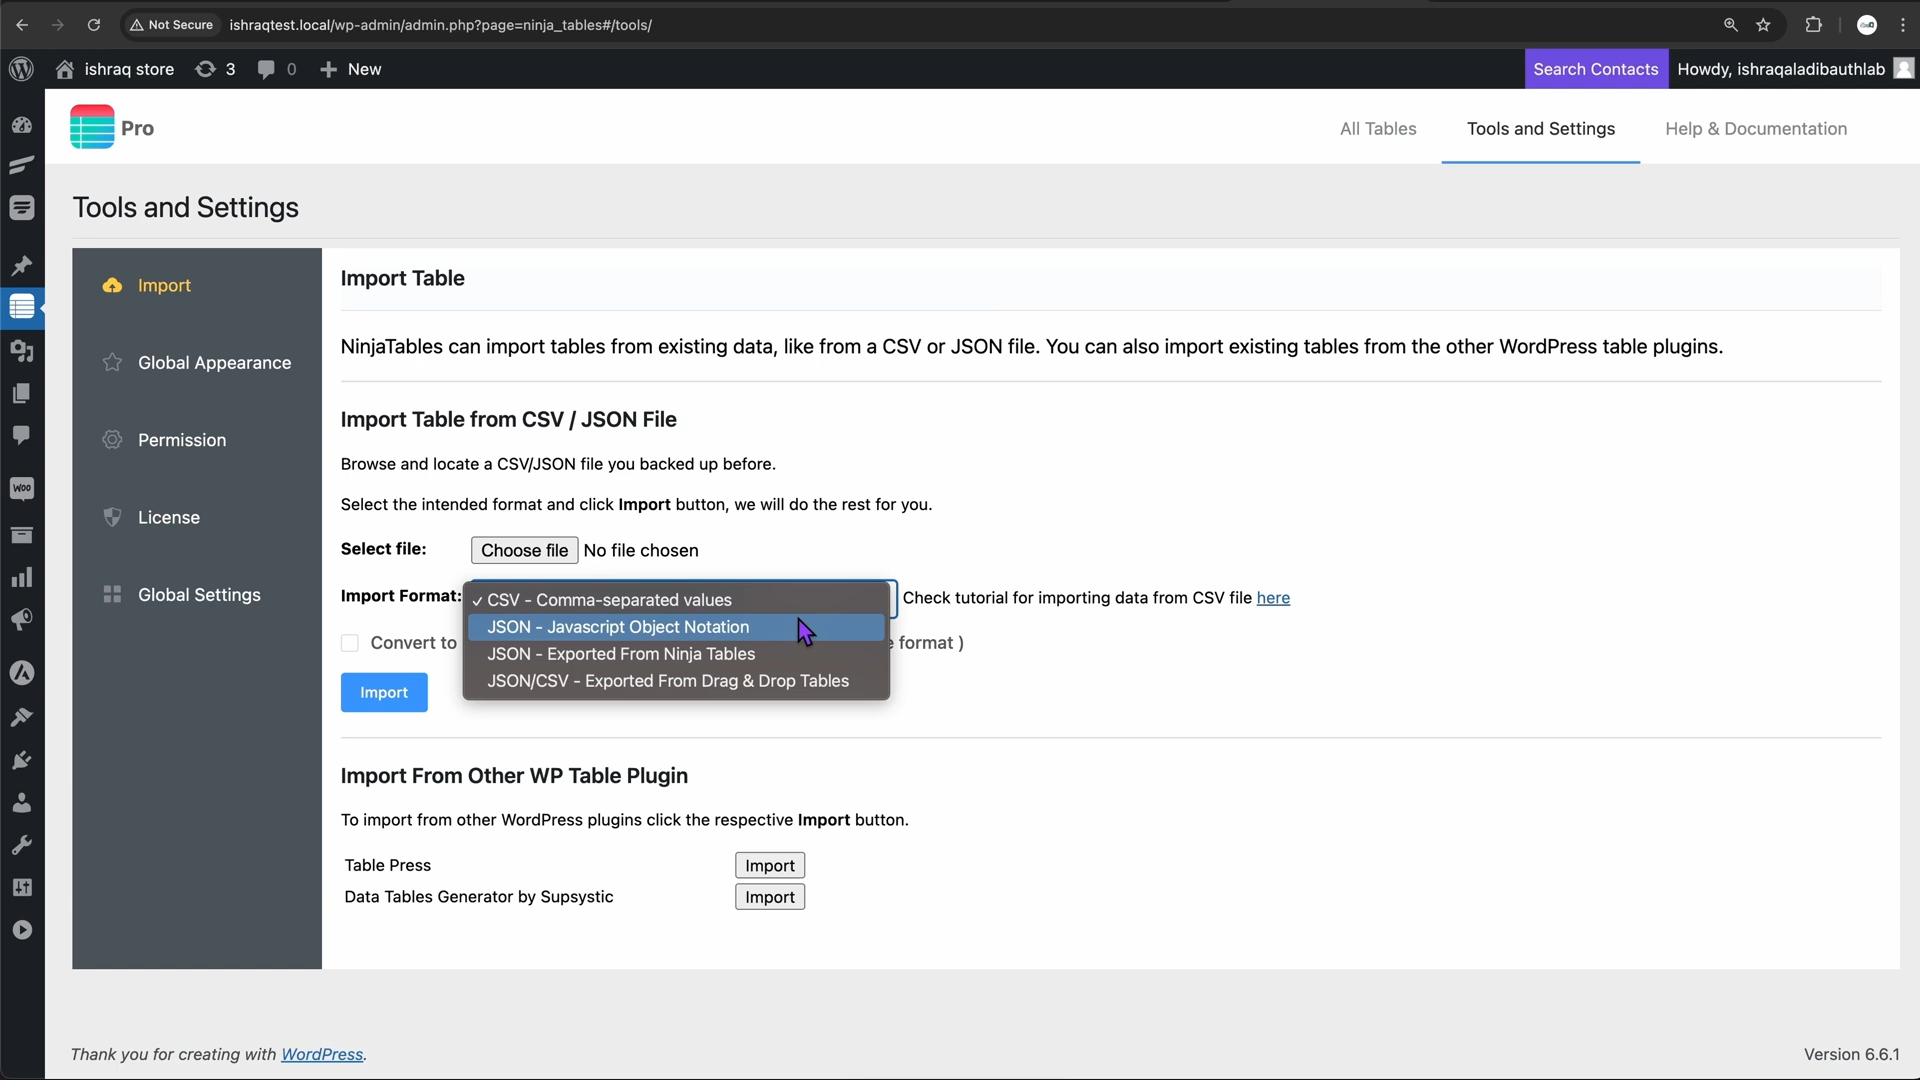 Not Secure
ishraqtest.local/wp-admin/admin.php?page=ninja_tables#/tools/
ishraq store
3
0
New
Search Contacts
Howdy, ishraqaladibauthlab
Pro
All Tables
Tools and Settings
Help & Documentation
Tools and Settings
Import
Global Appearance
Permission
License
Global Settings
Import Table
NinjaTables can import tables from existing data, like from a CSV or JSON file. You can also import existing tables from the other WordPress table plugins.
Import Table from CSV / JSON File
Browse and locate a CSV/JSON file you backed up before.
Select the intended format and click Import button, we will do the rest for you.
Select file:
Choose file
No file chosen
Import Format:
✓ CSV - Comma-separated values
JSON - Javascript Object Notation
JSON - Exported From Ninja Tables
JSON/CSV - Exported From Drag & Drop Tables
Check tutorial for importing data from CSV file here
Convert to
format )
Import
Import From Other WP Table Plugin
To import from other WordPress plugins click the respective Import button.
Table Press
Import
Data Tables Generator by Supsystic
Import
Woo
Thank you for creating with WordPress.
Version 6.6.1